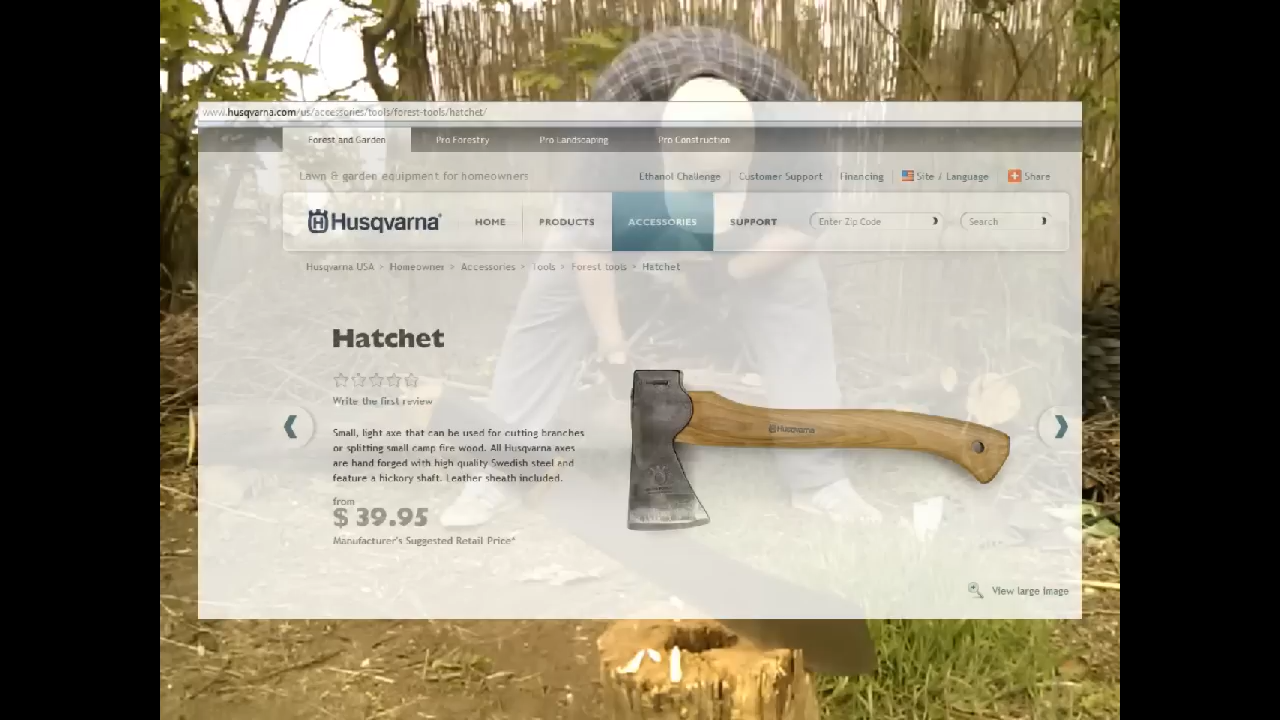 www.husqvarna.com/us/accessories/tools/forest-tools/hatchet/
Forest and Garden Pro Forestry Pro Landscaping Pro Construction
Lawn & garden equipment for homeowners Ethanol Challenge Customer Support Financing Site / Language Share
Husqvarna HOME PRODUCTS ACCESSORIES SUPPORT Enter Zip Code Search
Husqvarna USA > Homeowner > Accessories > Tools > Forest tools > Hatchet
Hatchet
Write the first review
Husqvarna
Small, light axe that can be used for cutting branches
or splitting small camp fire wood. All Husqvarna axes
are hand forged with high quality Swedish steel and
feature a hickory shaft. Leather sheath included.
from
$ 39.95
Manufacturer's Suggested Retail Price*
View large image